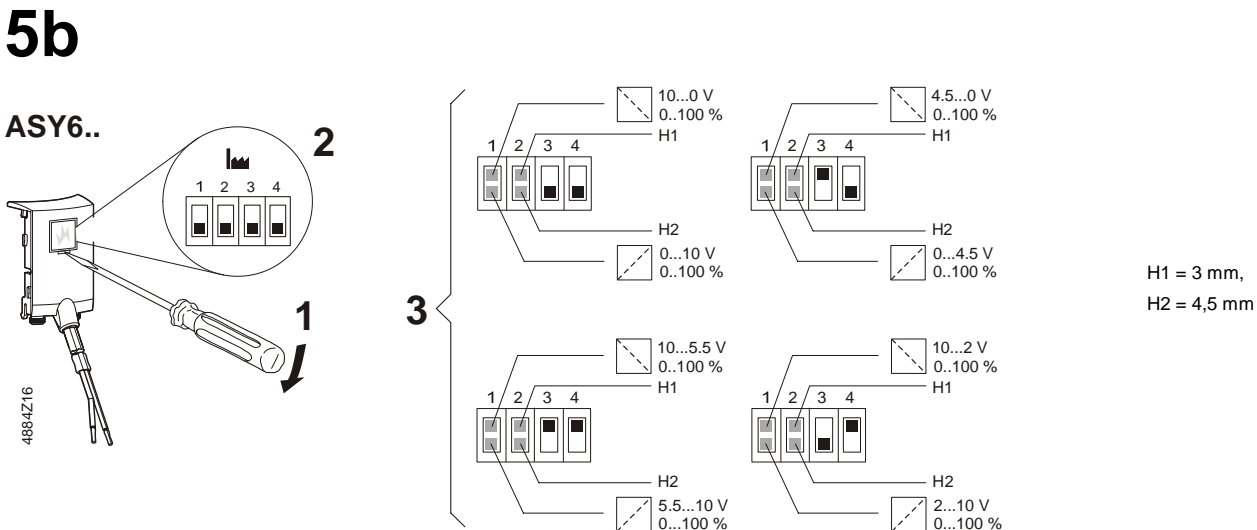 5b
ASY6..
2
1 2 3 4
1
4884Z16
3
10...0 V
0..100 %
H1
1 2 3 4
H2
0...10 V
0..100 %
4.5...0 V
0..100 %
H1
1 2 3 4
H2
0...4.5 V
0..100 %
10...5.5 V
0..100 %
H1
1 2 3 4
H2
5.5...10 V
0...100 %
10...2 V
0..100 %
H1
1 2 3 4
H2
2...10 V
0...100 %
H1 = 3 mm,
H2 = 4,5 mm